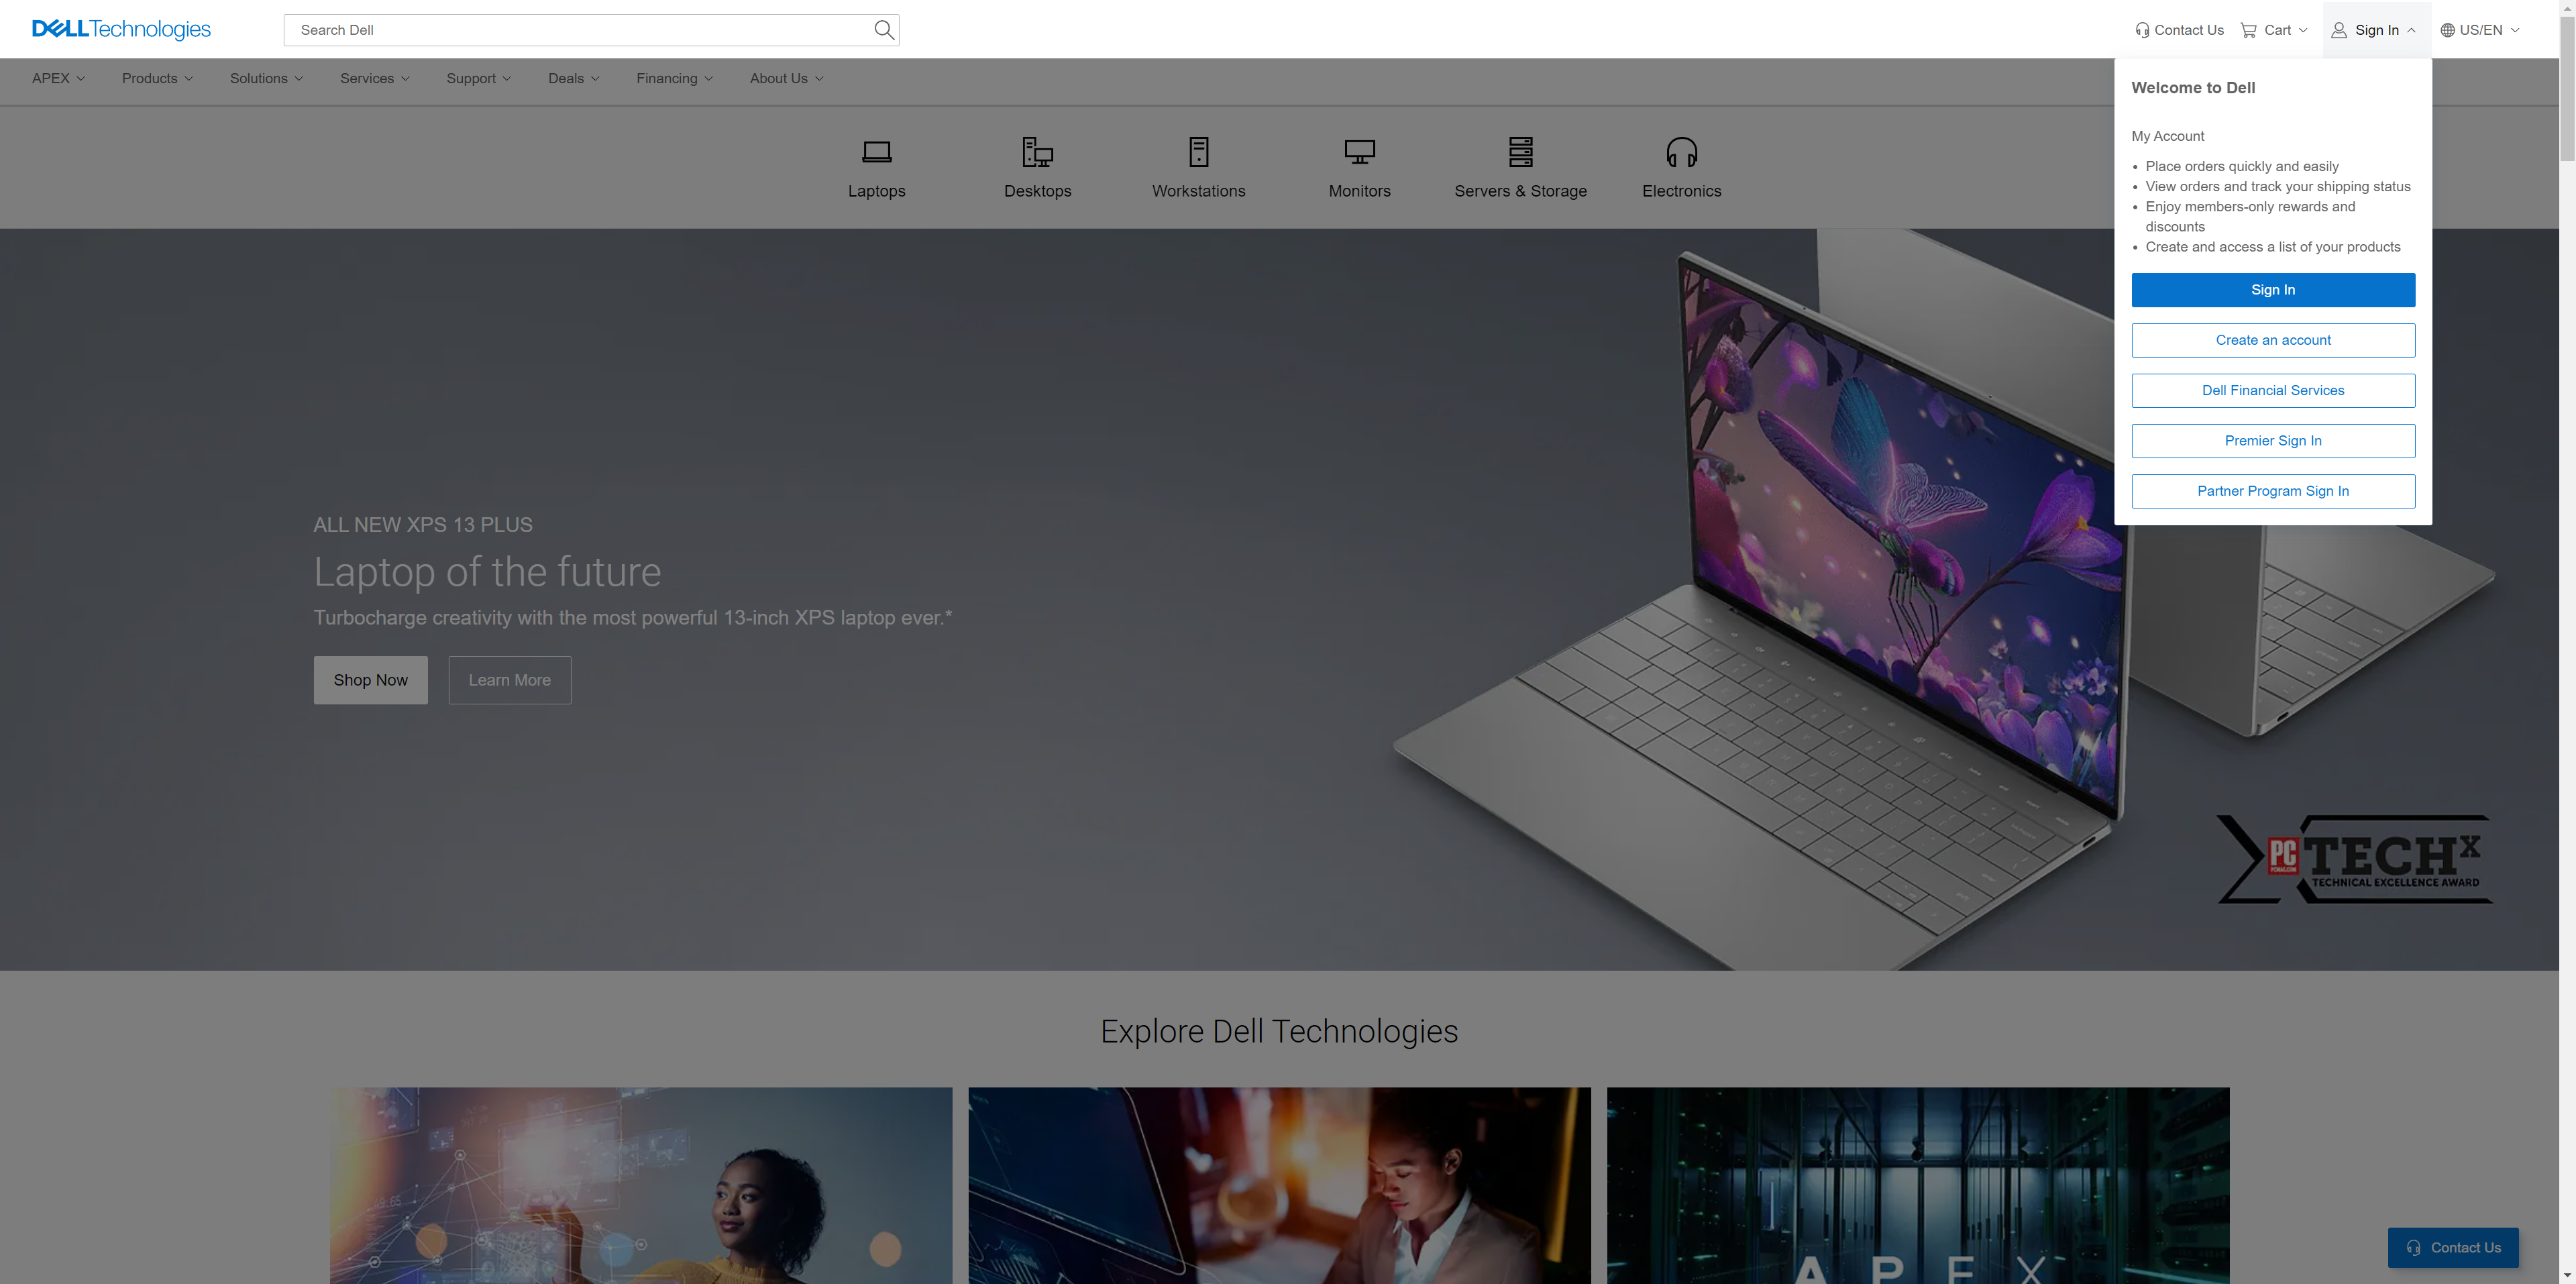 DELLTechnologies
Search Dell
Contact Us
Cart
Sign In
US/EN
APEX
Products
Solutions
Services
Support
Deals
Financing
About Us
Laptops
Desktops
Workstations
Monitors
Servers & Storage
Electronics
Welcome to Dell
My Account
Place orders quickly and easily
View orders and track your shipping status
Enjoy members-only rewards and
discounts
Create and access a list of your products
Sign In
Create an account
Dell Financial Services
Premier Sign In
Partner Program Sign In
ALL NEW XPS 13 PLUS
Laptop of the future
Turbocharge creativity with the most powerful 13-inch XPS laptop ever.*
Shop Now
Learn More
PC
PCMAG.COM
TECHX
TECHNICAL EXCELLENCE AWARD
Explore Dell Technologies
APEX
Contact Us